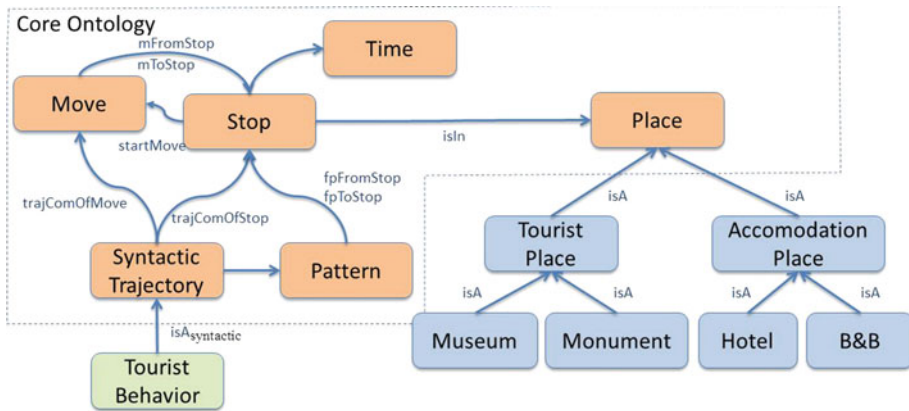 Core Ontology
mFromStop
mToStop
Time
Move
Stop
Place
startMove
isIn
fpFromStop
fpToStop
trajComOfMove
trajComOfStop
isA
isA
Syntactic
Trajectory
Pattern
Tourist
Place
Accomodation
Place
isA
isA
isA
isA
isAsyntactic
Museum
Monument
Hotel
B&B
Tourist
Behavior